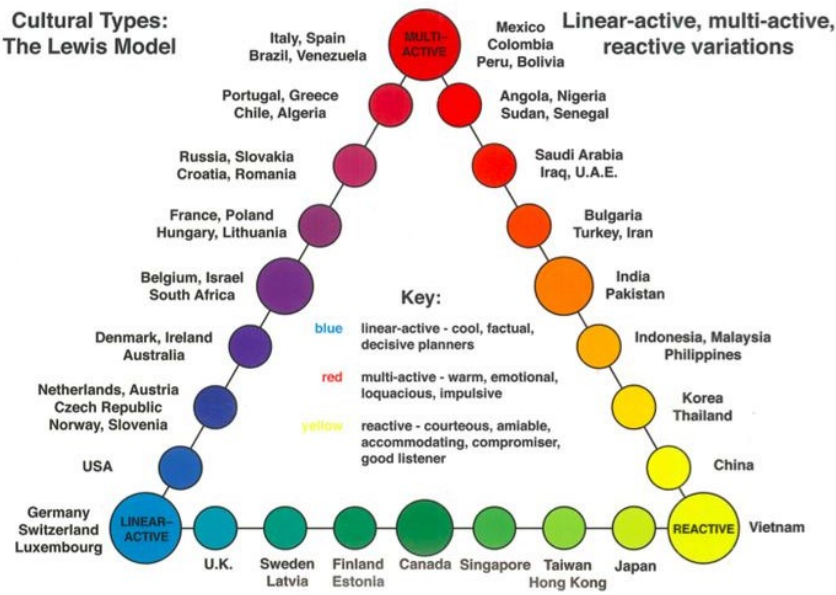 Cultural Types:
The Lewis Model
Linear-active, multi-active,
reactive variations
MULTI-
ACTIVE
Italy, Spain
Brazil, Venezuela
Mexico
Colombia
Peru, Bolivia
Portugal, Greece
Chile, Algeria
Angola, Nigeria
Sudan, Senegal
Russia, Slovakia
Croatia, Romania
Saudi Arabia
Iraq, U.A.E.
France, Poland
Hungary, Lithuania
Bulgaria
Turkey, Iran
Belgium, Israel
South Africa
India
Pakistan
Key:
blue linear-active - cool, factual,
decisive planners
red multi-active - warm, emotional,
loquacious, impulsive
yellow reactive - courteous, amiable,
accommodating, compromiser,
good listener
Denmark, Ireland
Australia
Indonesia, Malaysia
Philippines
Netherlands, Austria
Czech Republic
Norway, Slovenia
Korea
Thailand
USA
China
Germany
Switzerland
Luxembourg
LINEAR-
ACTIVE
REACTIVE
Vietnam
U.K.
Sweden
Latvia
Finland
Estonia
Canada
Singapore
Taiwan
Hong Kong
Japan